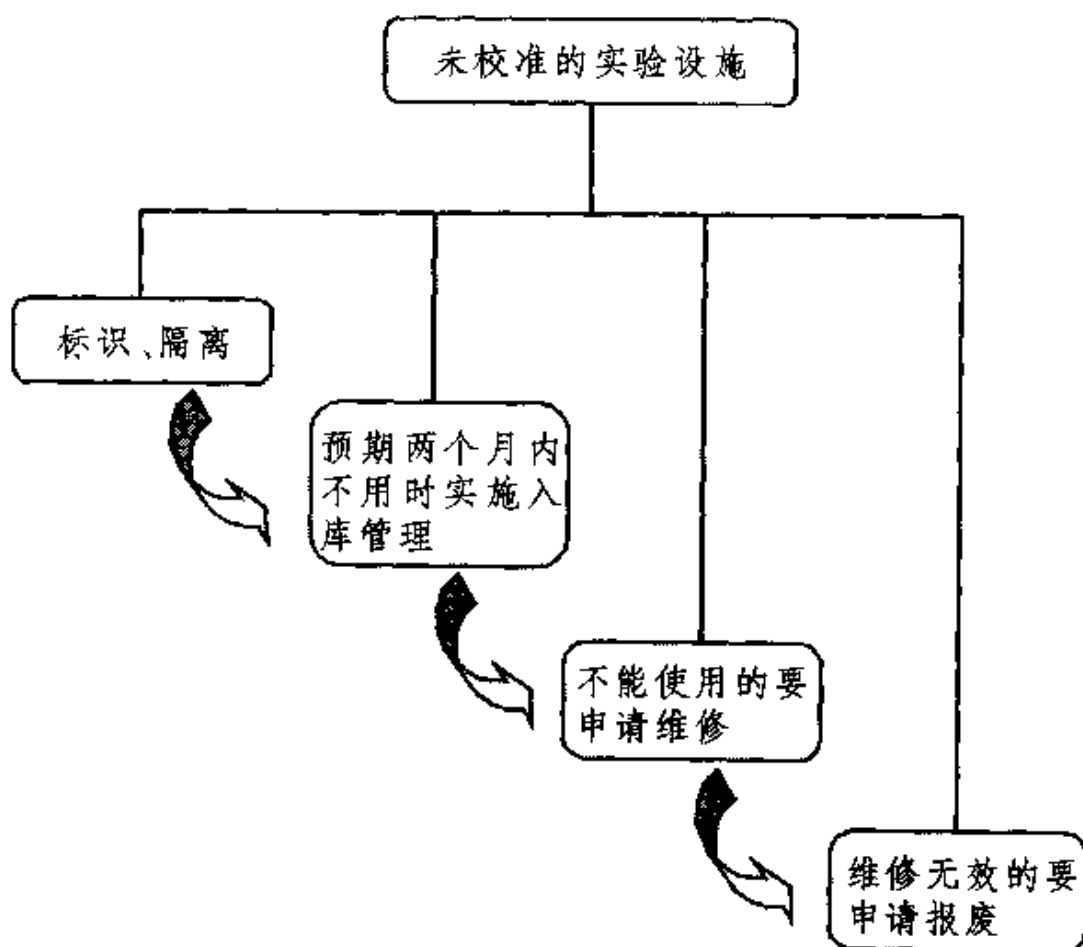 未校准的实验设施
标识、隔离
预期两个月内
不用时实施入
库管理
不能使用的要
申请维修
维修无效的要
申请报废